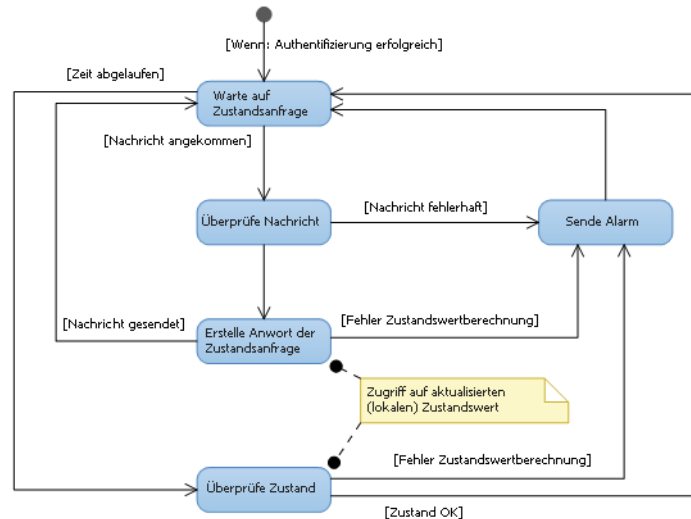 [Wenn: Authentifizierung erfolgreich]
[Zeit abgelaufen]
Warte auf
Zustandsanfrage
[Nachricht angekommen]
Überprüfe Nachricht
[Nachricht fehlerhaft]
Sende Alarm
[Nachricht gesendet]
Erstelle Anwort der
Zustandsanfrage
[Fehler Zustandswertberechnung]
Zugriff auf aktualisierten
(lokalen) Zustandswert
[Fehler Zustandswertberechnung]
Überprüfe Zustand
[Zustand OK]